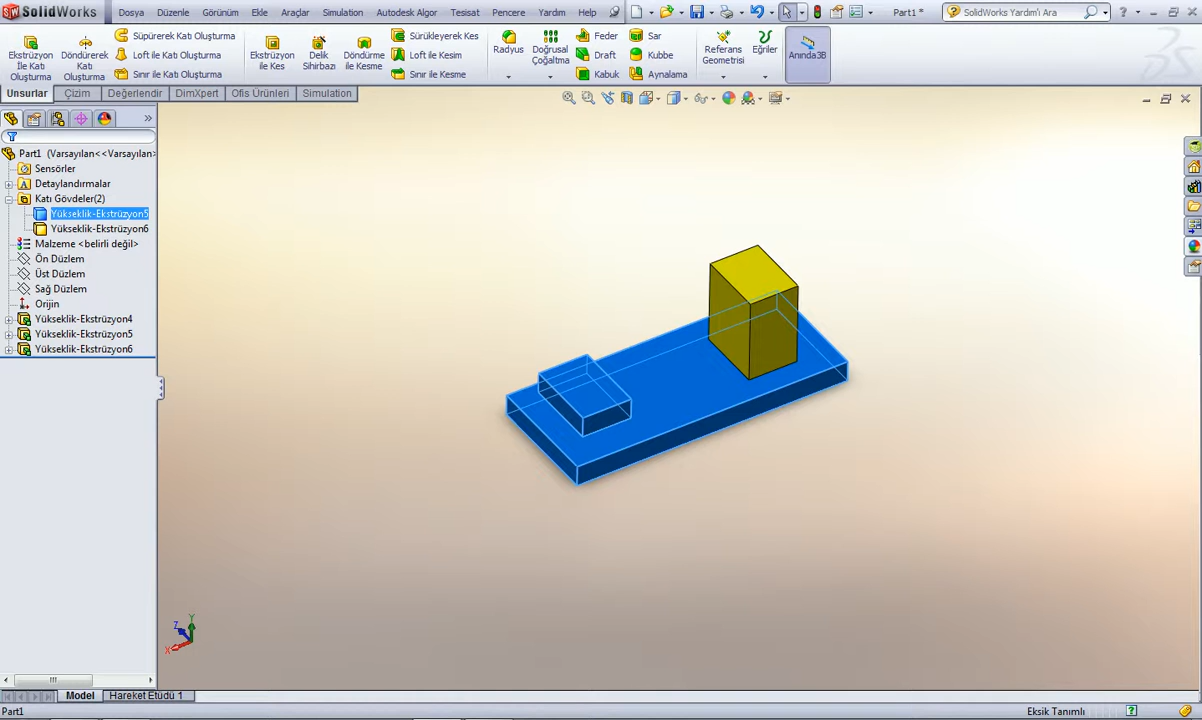 SolidWorks Dosya Düzenle Görünüm Ekle Araçlar Simulation Autodesk Algor Tesisat Pencere Yardım Help Part1 * SolidWorks Yardım'ı Ara
Ekstrüzyon İle Katı Oluşturma
Döndürerek Katı Oluşturma
Süpürerek Katı Oluşturma
Loft ile Katı Oluşturma
Sınır ile Katı Oluşturma
Ekstrüzyon ile Kes
Delik Sihirbazı
Döndürme ile Kesme
Sürükleyerek Kes
Loft ile Kesim
Sınır ile Kesme
Radyus
Doğrusal Çoğaltma
Feder
Draft
Kabuk
Sar
Kubbe
Aynalama
Referans Geometrisi
Eğriler
Anında3B
Unsurlar Çizim Değerlendir DimXpert Ofis Ürünleri Simulation
Part1 (Varsayılan<<Varsayılan>
Sensörler
Detaylandırmalar
Katı Gövdeler(2)
Yükseklik-Ekstrüzyon5
Yükseklik-Ekstrüzyon6
Malzeme <belirli değil>
Ön Düzlem
Üst Düzlem
Sağ Düzlem
Orijin
Yükseklik-Ekstrüzyon4
Yükseklik-Ekstrüzyon5
Yükseklik-Ekstrüzyon6
Y
Z
X
Model Hareket Etüdü 1
Part1 Eksik Tanımlı